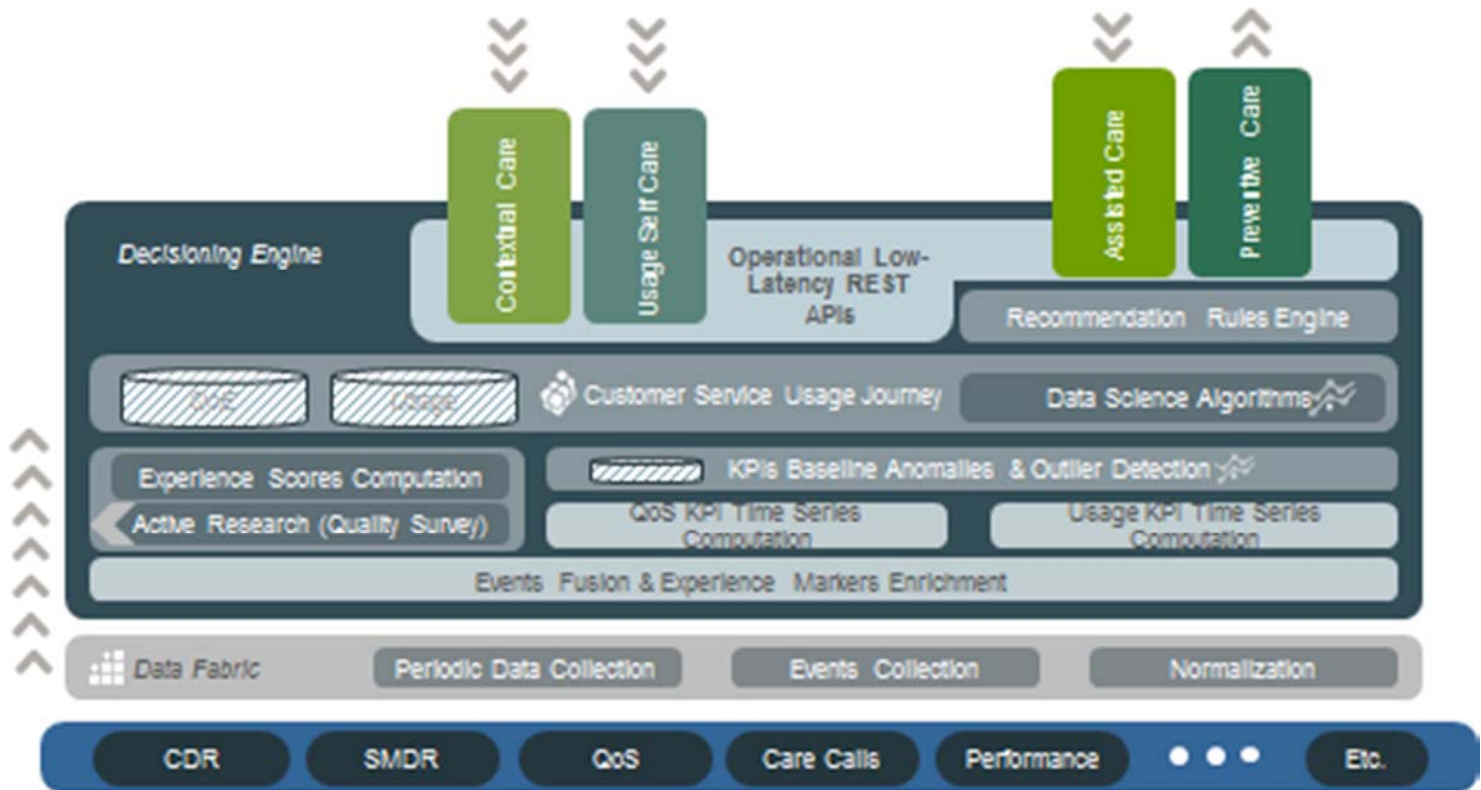 Contextual Care
Usage Self Care
Assisted Care
Preventive Care
Decisioning Engine
Operational Low-
Latency REST
APIs
Recommendation Rules Engine
Customer Service Usage Journey
Data Science Algorithms
Experience Scores Computation
Active Research (Quality Survey)
KPIs Baseline Anomalies & Outlier Detection
QoS KPI Time Series
Computation
Usage KPI Time Series
Computation
Events Fusion & Experience Markers Enrichment
Data Fabric
Periodic Data Collection
Events Collection
Normalization
CDR
SMDR
QoS
Care Calls
Performance
Etc.